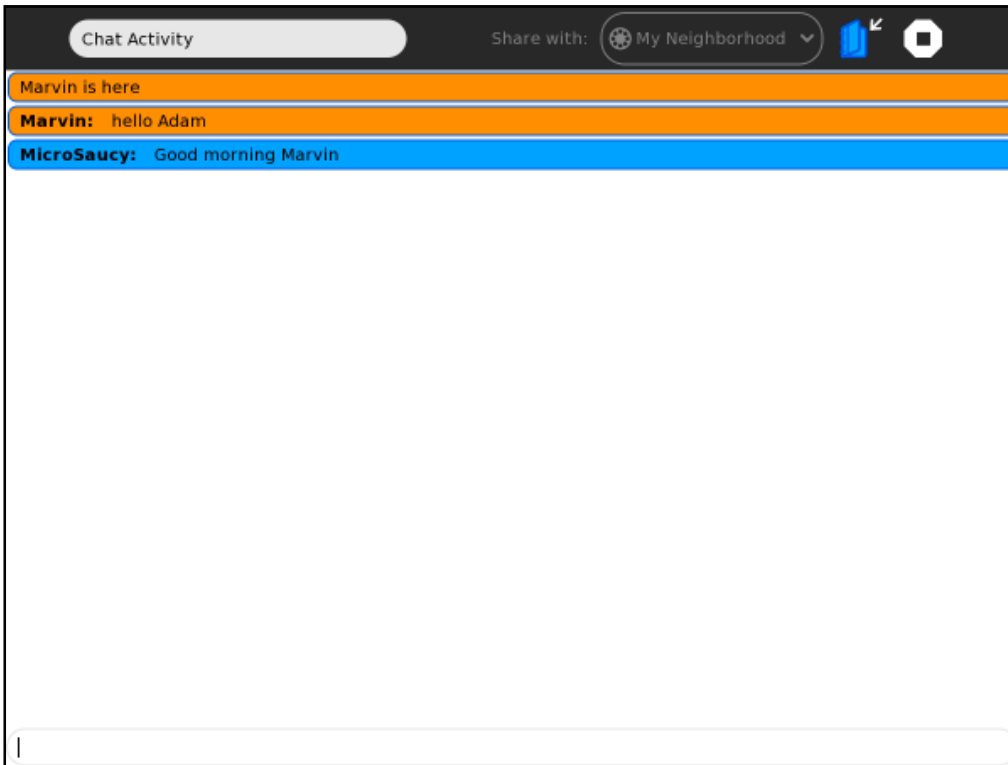 Chat Activity Share with: My Neighborhood
Marvin is here
Marvin: hello Adam
MicroSaucy: Good morning Marvin